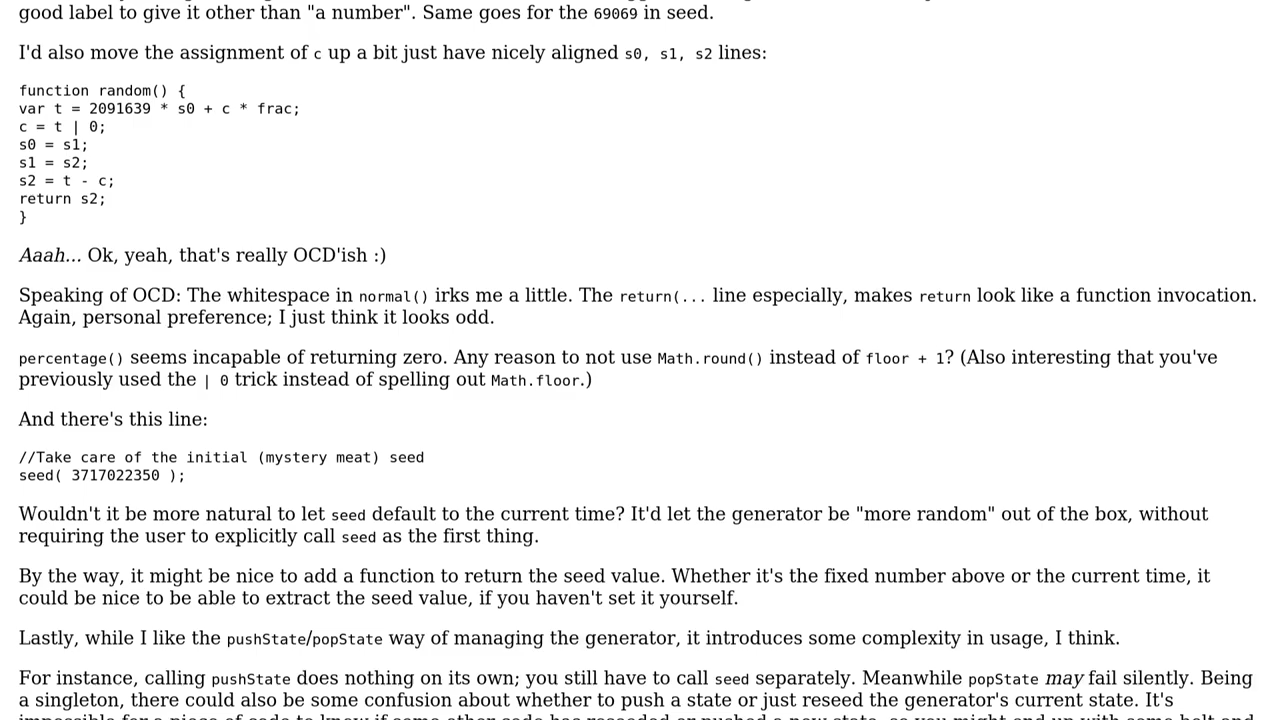 good label to give it other than "a number". Same goes for the 69069 in seed.
I'd also move the assignment of c up a bit just have nicely aligned s0, s1, s2 lines:
function random() {
var t = 2091639 * s0 + c * frac;
c = t | 0;
s0 = s1;
s1 = s2;
s2 = t - c;
return s2;
}
Aaah... Ok, yeah, that's really OCD'ish :)
Speaking of OCD: The whitespace in normal() irks me a little. The return(... line especially, makes return look like a function invocation.
Again, personal preference; I just think it looks odd.
percentage() seems incapable of returning zero. Any reason to not use Math.round() instead of floor + 1? (Also interesting that you've
previously used the | 0 trick instead of spelling out Math.floor.)
And there's this line:
//Take care of the initial (mystery meat) seed
seed( 3717022350 );
Wouldn't it be more natural to let seed default to the current time? It'd let the generator be "more random" out of the box, without
requiring the user to explicitly call seed as the first thing.
By the way, it might be nice to add a function to return the seed value. Whether it's the fixed number above or the current time, it
could be nice to be able to extract the seed value, if you haven't set it yourself.
Lastly, while I like the pushState/popState way of managing the generator, it introduces some complexity in usage, I think.
For instance, calling pushState does nothing on its own; you still have to call seed separately. Meanwhile popState may fail silently. Being
a singleton, there could also be some confusion about whether to push a state or just reseed the generator's current state. It's